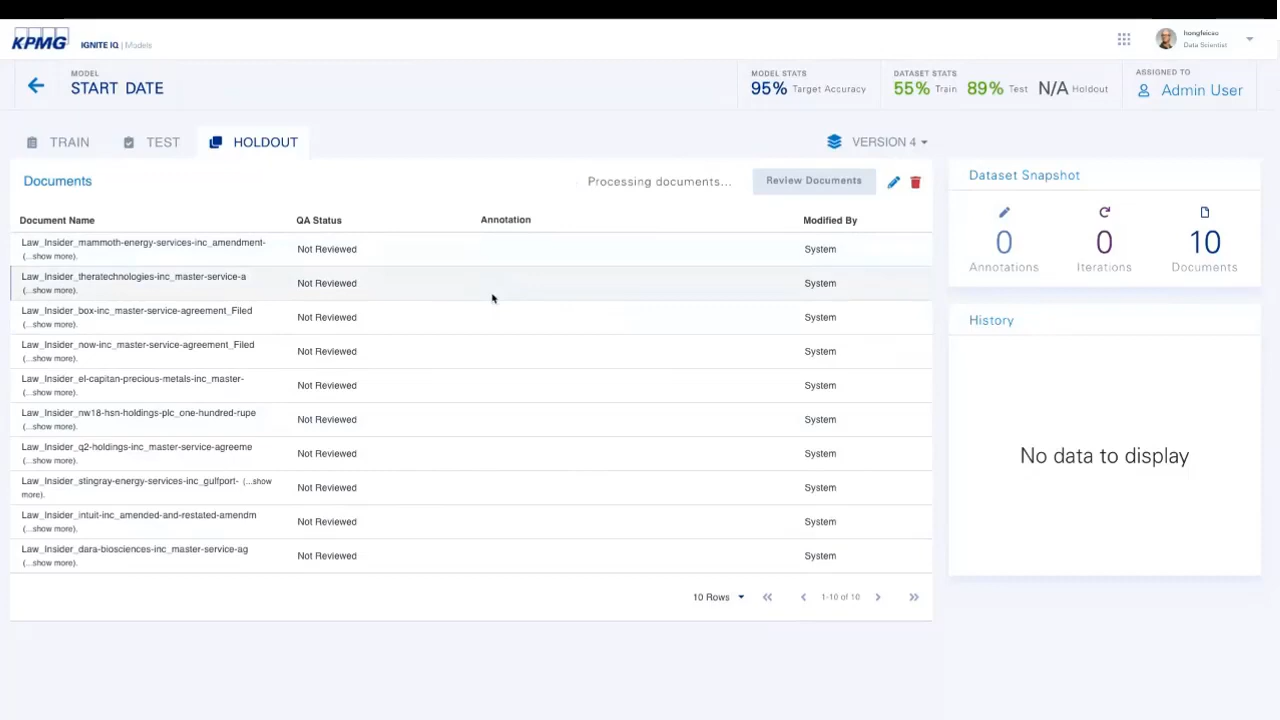 KPMG IGNITE IQ | Models
hongfeicao
Data Scientist
MODEL
START DATE
MODEL STATS
95% Target Accuracy
DATASET STATS
55% Train 89% Test N/A Holdout
ASSIGNED TO
Admin User
TRAIN TEST HOLDOUT
VERSION 4
Documents
Processing documents...
Review Documents
Document Name QA Status Annotation Modified By
Law_Insider_mammoth-energy-services-inc_amendment-
(...show more). Not Reviewed System
Law_Insider_theratechnologies-inc_master-service-a
(...show more). Not Reviewed System
Law_Insider_box-inc_master-service-agreement_Filed
(...show more). Not Reviewed System
Law_Insider_now-inc_master-service-agreement_Filed
(...show more). Not Reviewed System
Law_Insider_el-capitan-precious-metals-inc_master-
(...show more). Not Reviewed System
Law_Insider_nw18-hsn-holdings-plc_one-hundred-rupe
(...show more). Not Reviewed System
Law_Insider_q2-holdings-inc_master-service-agreeme
(...show more). Not Reviewed System
Law_Insider_stingray-energy-services-inc_gulfport- (...show
more). Not Reviewed System
Law_Insider_intuit-inc_amended-and-restated-amendm
(...show more). Not Reviewed System
Law_Insider_dara-biosciences-inc_master-service-ag
(...show more). Not Reviewed System
10 Rows 1-10 of 10
Dataset Snapshot
0 0 10
Annotations Iterations Documents
History
No data to display